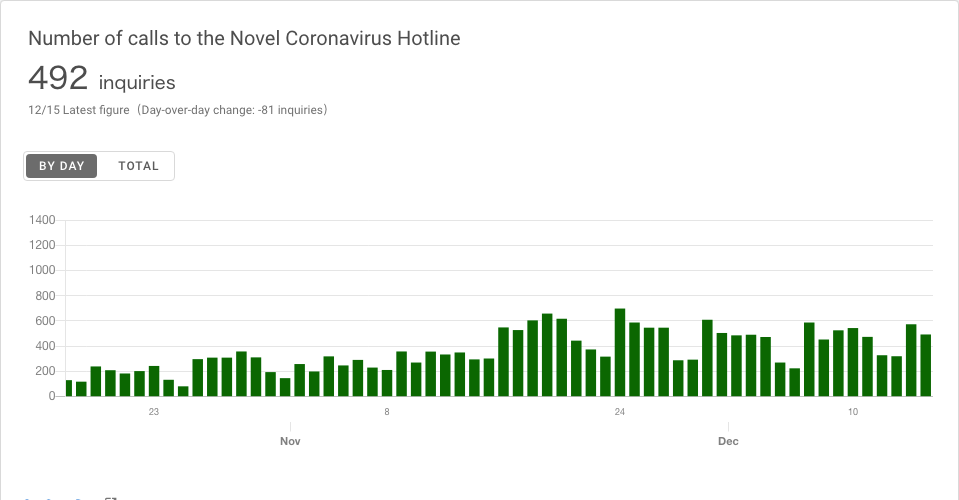 Number of calls to the Novel Coronavirus Hotline
492 inquiries
12/15 Latest figure（Day-over-day change: -81 inquiries）
BY DAY TOTAL
1400
1200
1000
800
600
400
200
0
23 8 24 10
Nov Dec